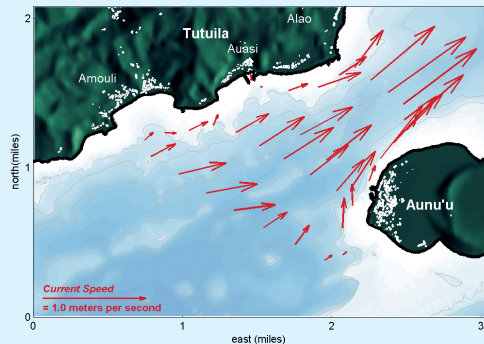 2
Alao
Tutuila
Auasi
Amouli
north(miles)
1
Aunu'u
Current Speed
= 1.0 meters per second
0
0
1
2
3
east (miles)